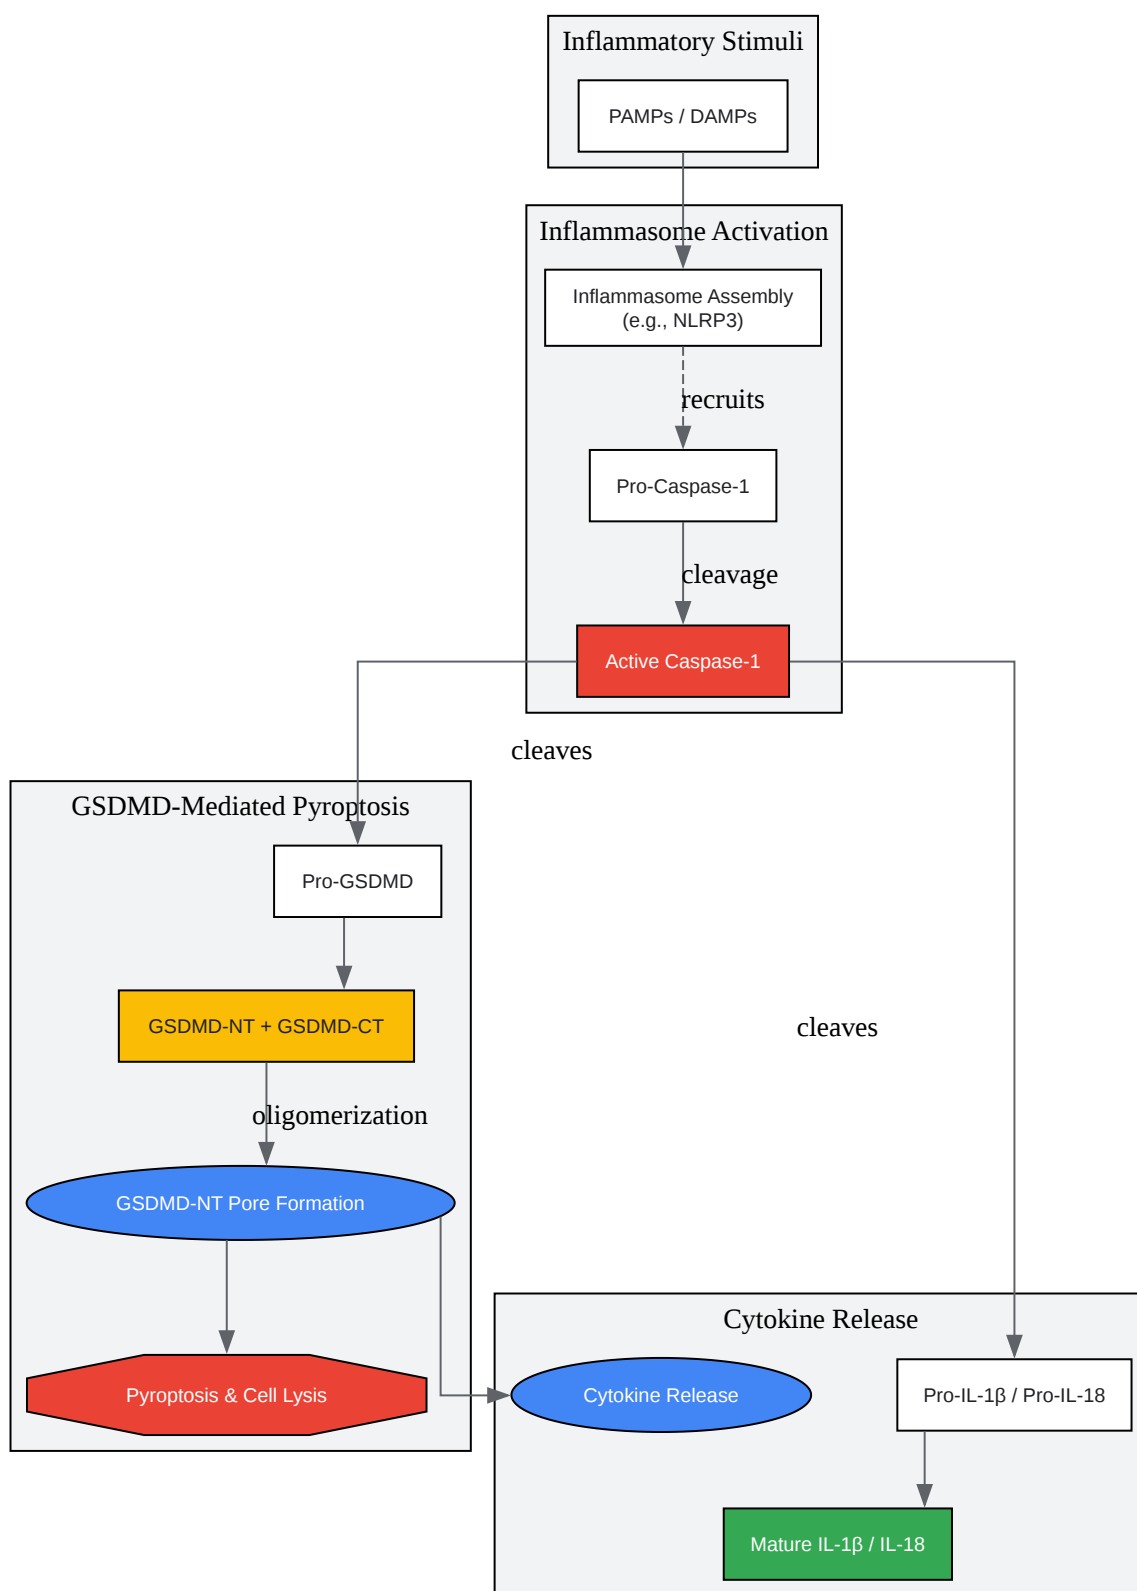 Inflammatory Stimuli
PAMPs / DAMPs
Inflammasome Activation
Inflammasome Assembly
(e.g., NLRP3)
recruits
Pro-Caspase-1
cleavage
Active Caspase-1
cleaves
GSDMD-Mediated Pyroptosis
Pro-GSDMD
GSDMD-NT + GSDMD-CT
cleaves
oligomerization
GSDMD-NT Pore Formation
Cytokine Release
Pyroptosis & Cell Lysis
Cytokine Release
Pro-IL-1β / Pro-IL-18
Mature IL-1β / IL-18